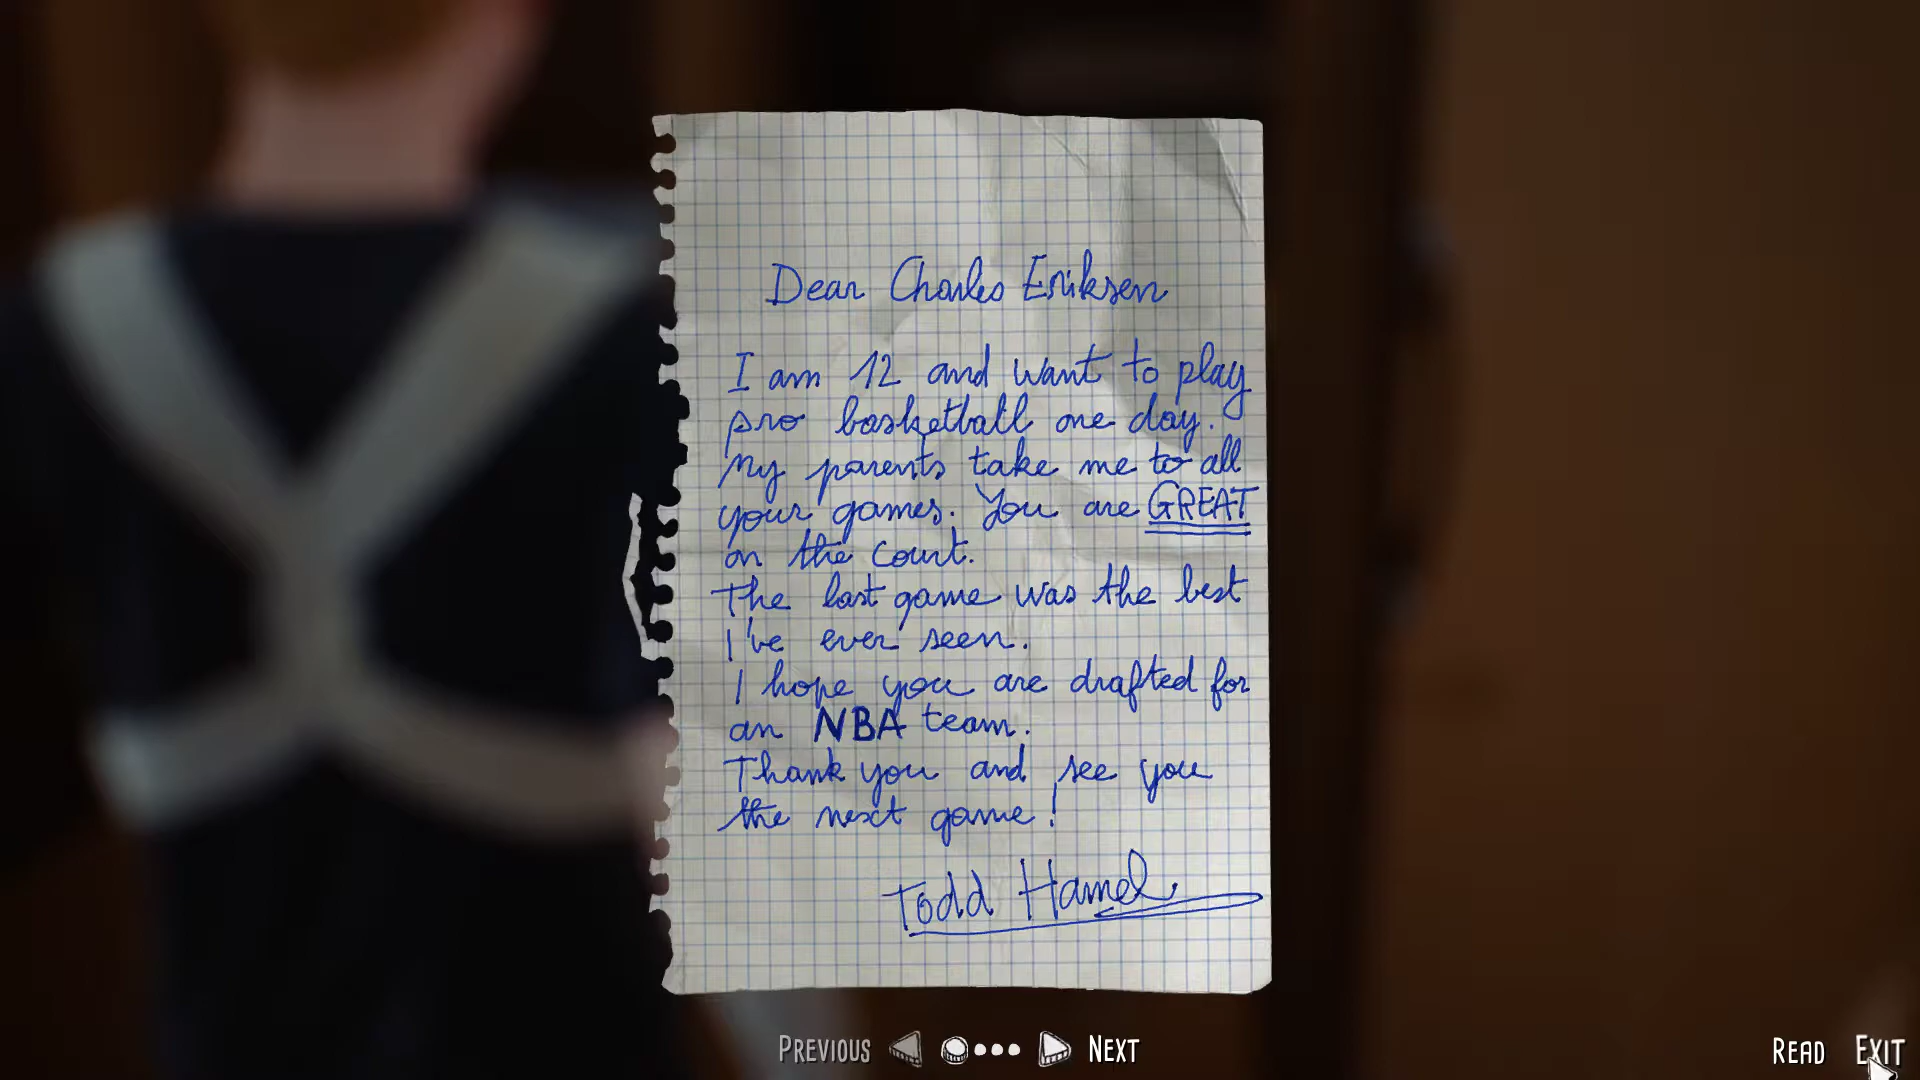 Dear Charles Eriksen
I am 12 and want to play
pro basketball one day.
My parents take me to all
your games. You are GREAT
on the court.
The last game was the best
I've ever seen.
I hope you are drafted for
an NBA team.
Thank you and see you
the next game!
Todd Hamel
PREVIOUS NEXT
READ EXIT